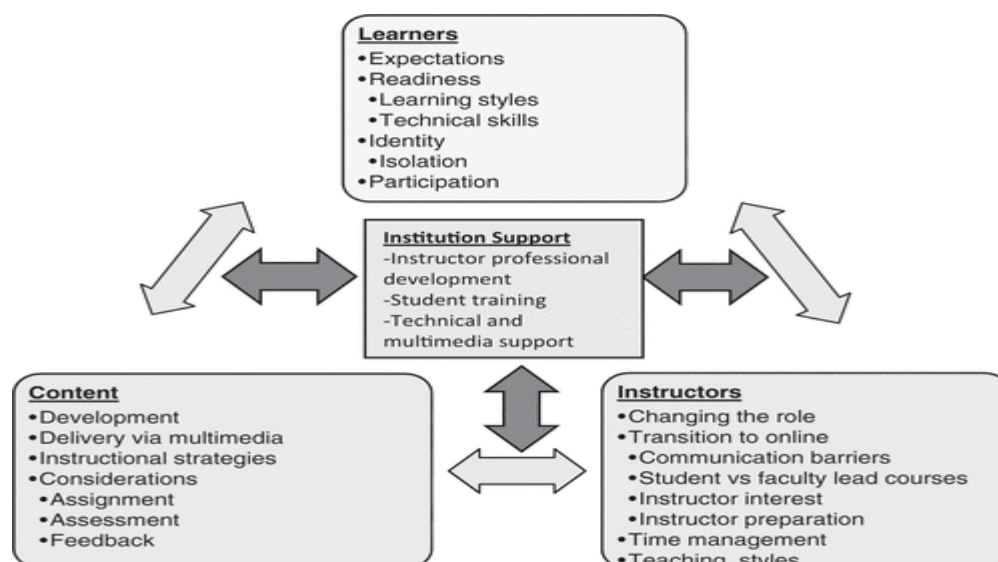 Learners
•Expectations
•Readiness
•Learning styles
•Technical skills
•Identity
•Isolation
•Participation
Institution Support
-Instructor professional
development
-Student training
-Technical and
multimedia support
Content
•Development
•Delivery via multimedia
•Instructional strategies
•Considerations
•Assignment
•Assessment
•Feedback
Instructors
•Changing the role
•Transition to online
•Communication barriers
•Student vs faculty lead courses
•Instructor interest
•Instructor preparation
•Time management
•Teaching styles